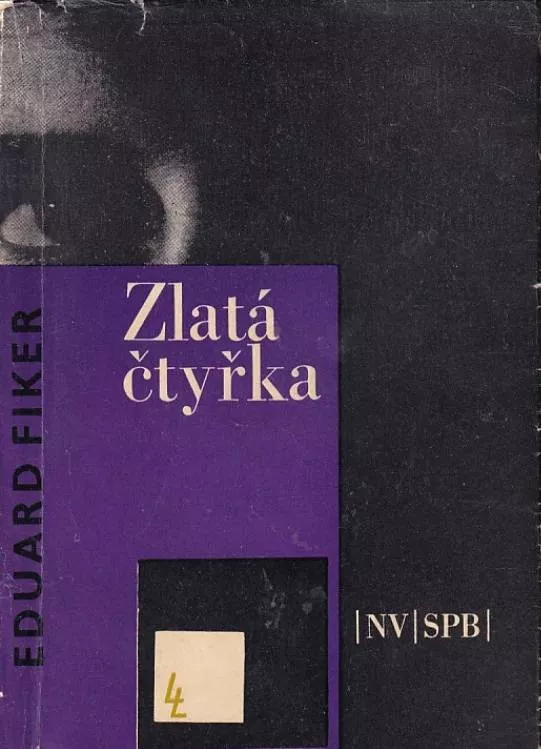 EDUARD FIKER
Zlatá
čtyřka
4
|NV|SPB|